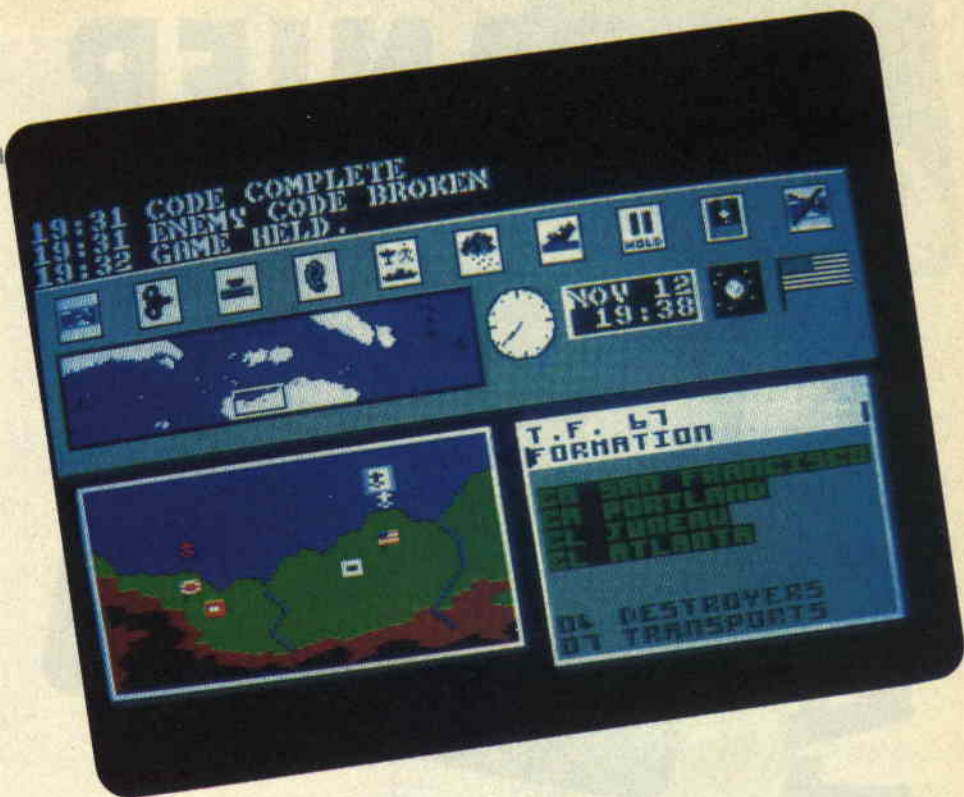 19:31 CODE COMPLETE
19:31 ENEMY CODE BROKEN
19:38 GAME HELD.
HOLD
NOV 12
19:38
T.F. 67
FORMATION
CA SAN FRANCISCO
CA PORTLAND
CL JUNEAU
CL ATLANTA
06 DESTROYERS
07 TRANSPORTS